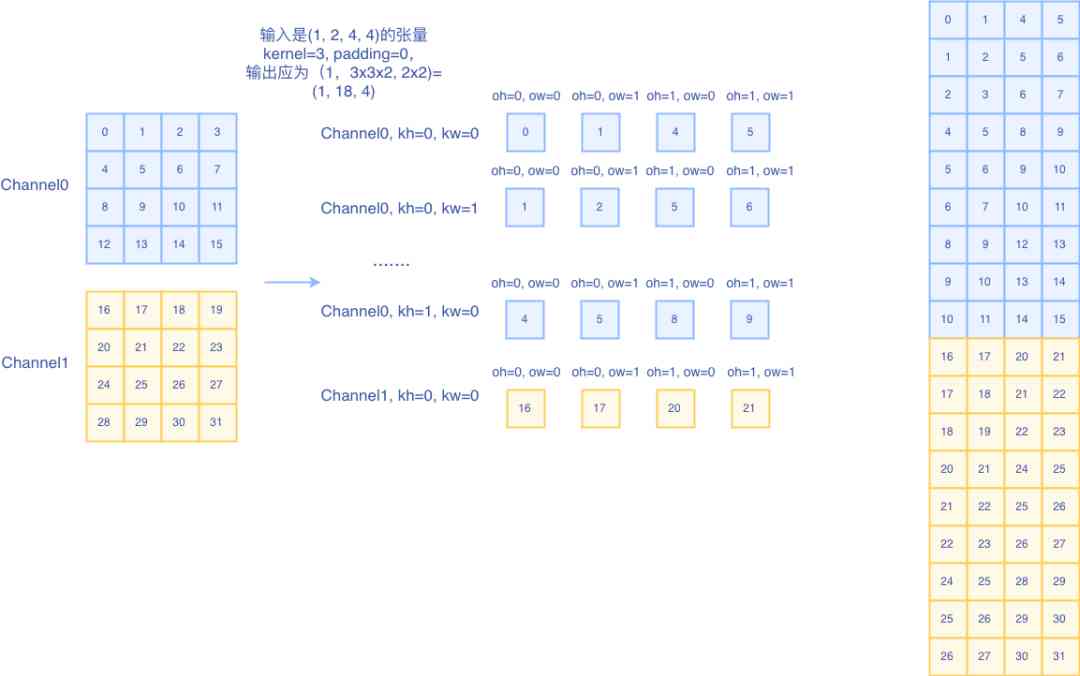 输入是(1, 2, 4, 4)的张量
kernel=3, padding=0,
输出应为（1，3x3x2, 2x2)=
(1, 18, 4)
Channel0
0 1 2 3
4 5 6 7
8 9 10 11
12 13 14 15
Channel1
16 17 18 19
20 21 22 23
24 25 26 27
28 29 30 31
oh=0, ow=0 oh=0, ow=1 oh=1, ow=0 oh=1, ow=1
Channel0, kh=0, kw=0 0 1 4 5
oh=0, ow=0 oh=0, ow=1 oh=1, ow=0 oh=1, ow=1
Channel0, kh=0, kw=1 1 2 5 6
.......
oh=0, ow=0 oh=0, ow=1 oh=1, ow=0 oh=1, ow=1
Channel0, kh=1, kw=0 4 5 8 9
oh=0, ow=0 oh=0, ow=1 oh=1, ow=0 oh=1, ow=1
Channel1, kh=0, kw=0 16 17 20 21
0 1 4 5
1 2 5 6
2 3 6 7
4 5 8 9
5 6 9 10
6 7 10 11
8 9 12 13
9 10 13 14
10 11 14 15
16 17 20 21
17 18 21 22
18 19 22 23
20 21 24 25
21 22 25 26
22 23 26 27
24 25 28 29
25 26 29 30
26 27 30 31